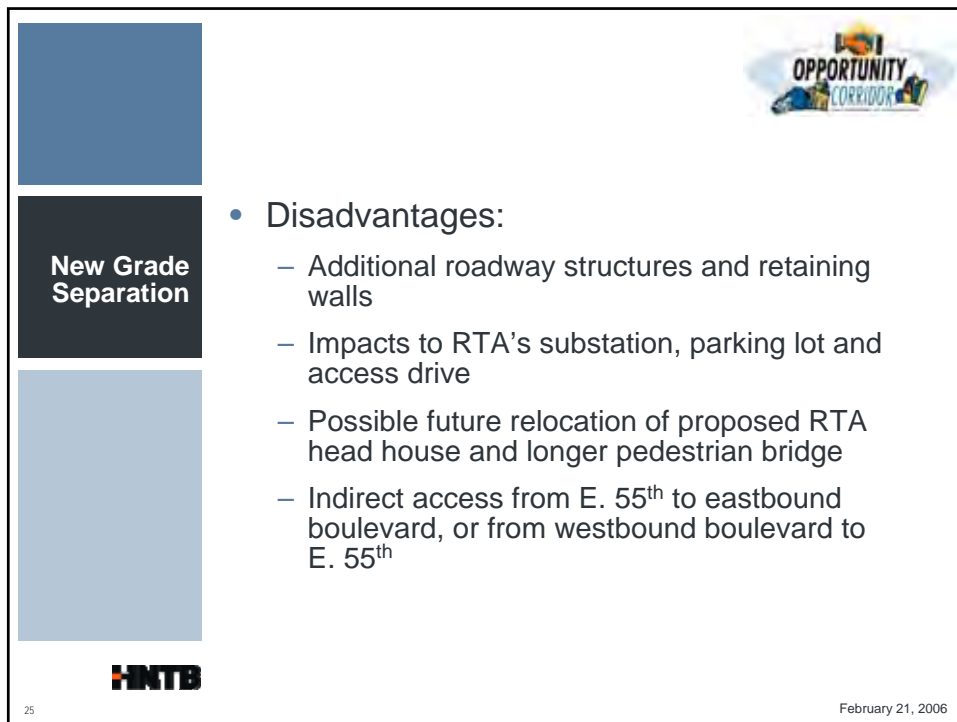 OPPORTUNITY
CORRIDOR
New Grade
Separation
• Disadvantages:
– Additional roadway structures and retaining
walls
– Impacts to RTA's substation, parking lot and
access drive
– Possible future relocation of proposed RTA
head house and longer pedestrian bridge
– Indirect access from E. 55th to eastbound
boulevard, or from westbound boulevard to
E. 55th
HNTB
25
February 21, 2006